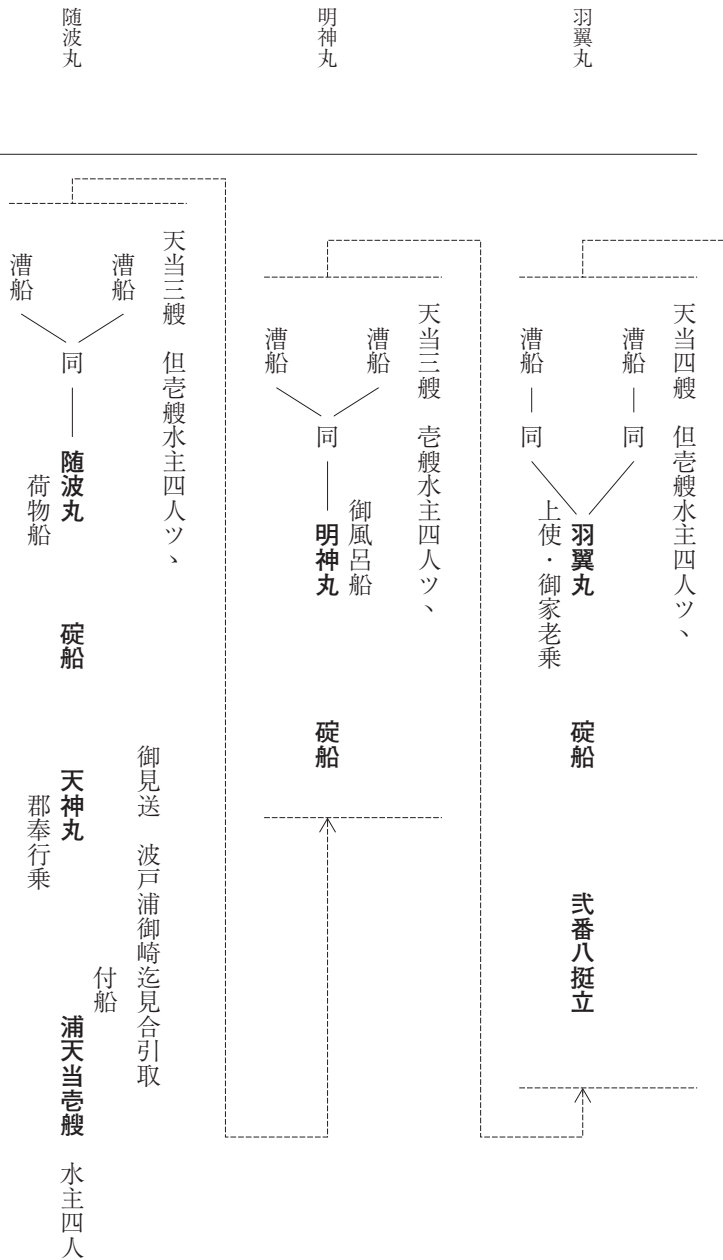 羽翼丸
天当四艘　但壱艘水主四人ツヽ
漕船
同
漕船
同
羽翼丸
上使・御家老乗
碇船
弐番八挺立
明神丸
天当三艘　壱艘水主四人ツヽ
漕船
漕船
同
御風呂船
明神丸
碇船
随波丸
天当三艘　但壱艘水主四人ツヽ
漕船
漕船
同
随波丸
荷物船
碇船
天神丸
郡奉行乗
御見送　波戸浦御崎迄見合引取
付船
浦天当壱艘　水主四人